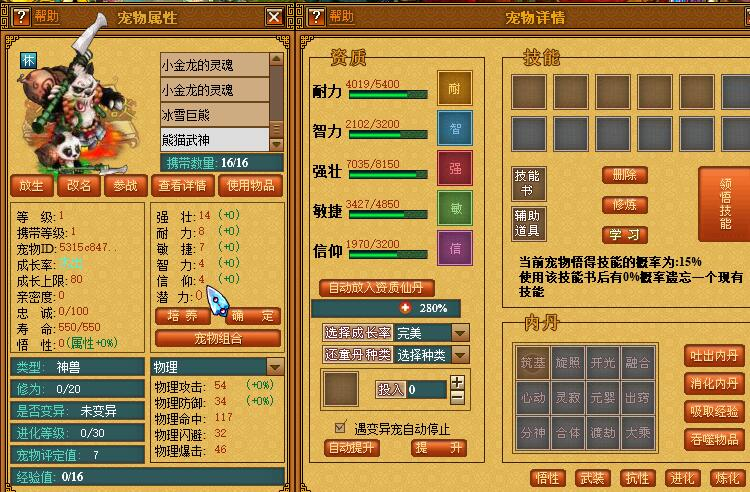 ? 帮助 宠物属性
休
小金龙的灵魂
小金龙的灵魂
冰雪巨熊
熊猫武神
携带数量: 16/16
放生 改名 参战 查看详情 使用物品
等 级: 1
携带等级: 1
宠物ID: 5315c847..
成长率:
成长上限: 80
亲密度: 0
忠 诚: 0/100
寿 命: 550/550
悟 性: 0(属性+0%)
强 壮: 14 (+0)
耐 力: 8 (+0)
敏 捷: 7 (+0)
智 力: 4 (+0)
信 仰: 4 (+0)
潜 力: 0
培 养 确 定
宠物组合
类型: 神兽
修为: 0/20
是否变异: 未变异
进化等级: 0/30
宠物评定值: 7
经验值: 0/16
物理
物理攻击: 54 (+0%)
物理防御: 34 (+0%)
物理命中: 117
物理闪避: 32
物理爆击: 46
? 帮助 宠物详情
资质
耐力 4019/5400 耐
智力 2102/3200 智
强壮 7035/8150 强
敏捷 3427/4850 敏
信仰 1970/3200 信
自动放入资质仙丹
280%
选择成长率 完美
还童丹种类 选择种类
投入 0
遇变异宠自动停止
自动提升 提 升
技能
技能书
辅助道具
删除
修炼
学 习
领悟技能
当前宠物悟得技能的概率为:15%
使用该技能书后有0%概率遗忘一个现有
技能
内丹
筑基 旋照 开光 融合
心动 灵寂 元婴 出窍
分神 合体 渡劫 大乘
吐出内丹
消化内丹
吸取经验
吞噬物品
悟性 武装 抗性 进化 炼化